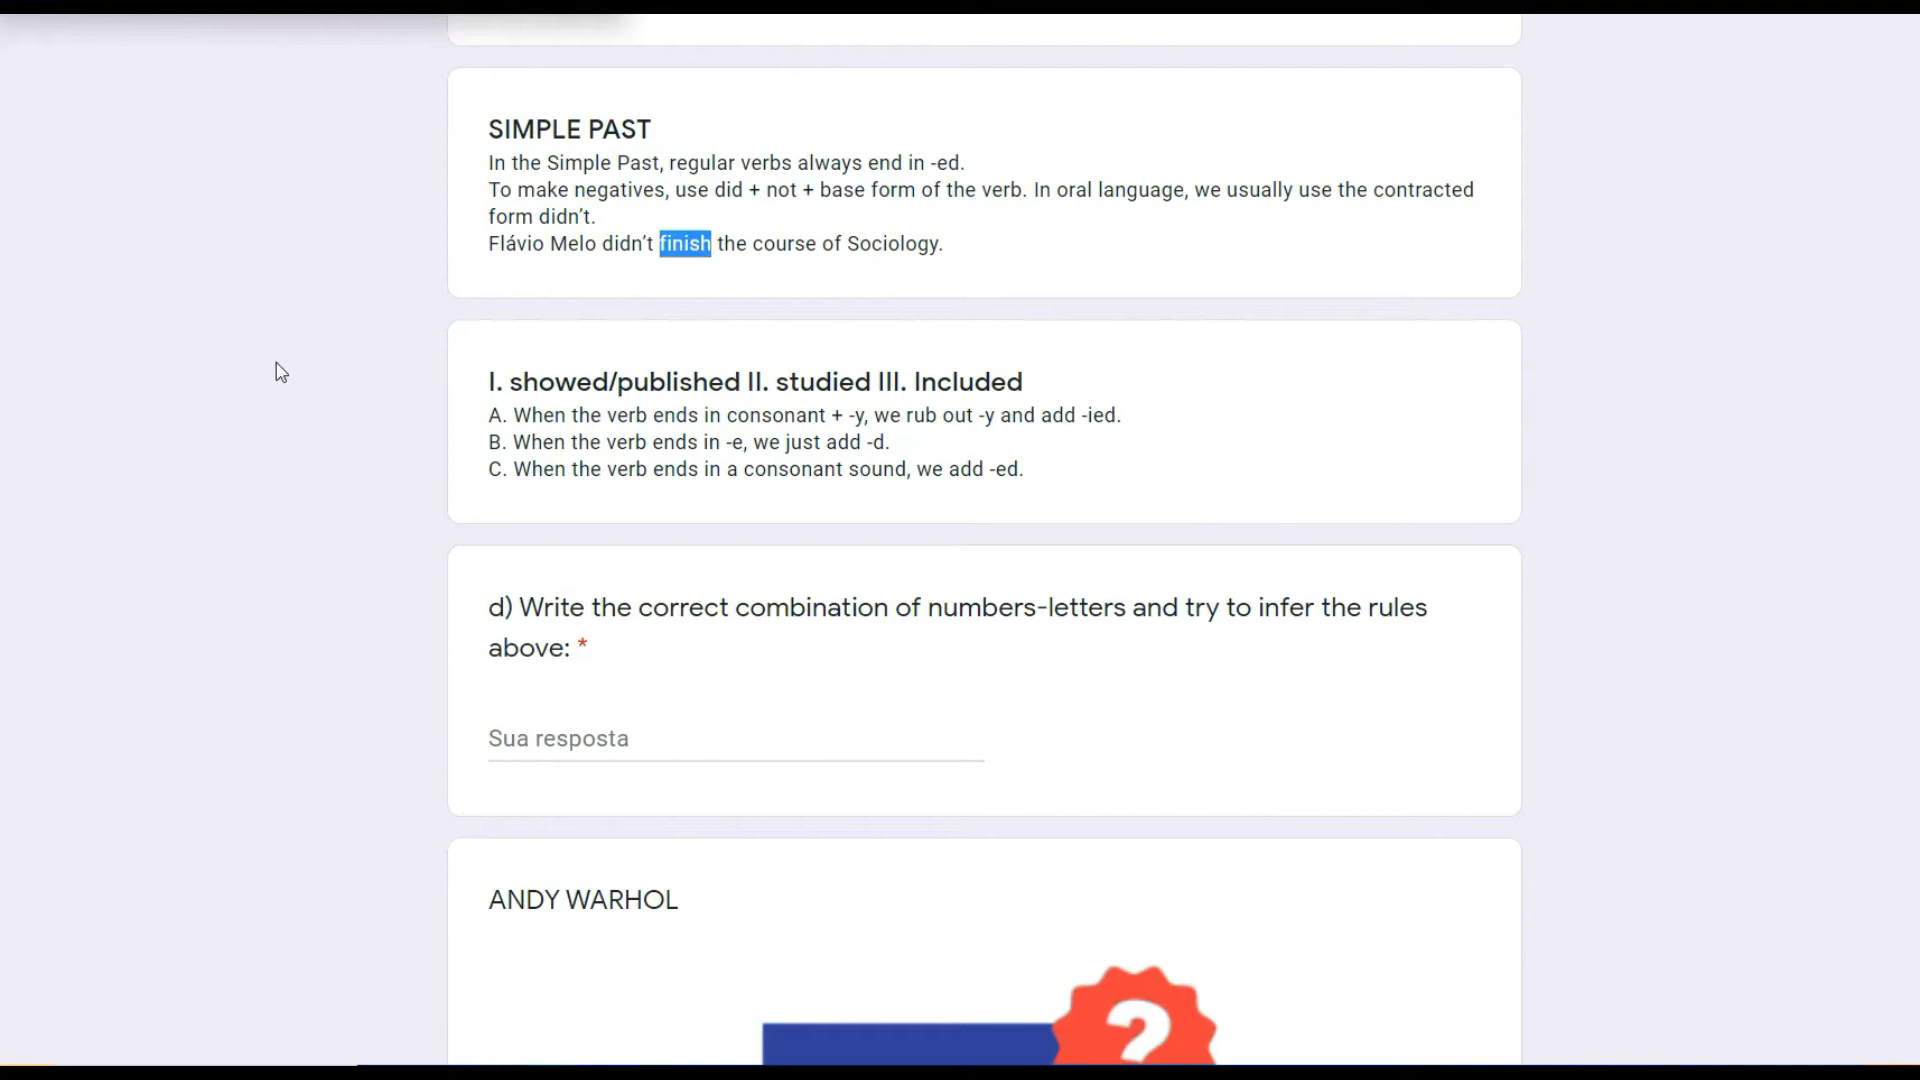 SIMPLE PAST
In the Simple Past, regular verbs always end in -ed.
To make negatives, use did + not + base form of the verb. In oral language, we usually use the contracted
form didn’t.
Flávio Melo didn’t finish the course of Sociology.
I. showed/published II. studied III. Included
A. When the verb ends in consonant + -y, we rub out -y and add -ied.
B. When the verb ends in -e, we just add -d.
C. When the verb ends in a consonant sound, we add -ed.
d) Write the correct combination of numbers-letters and try to infer the rules
above: *
Sua resposta
ANDY WARHOL
?